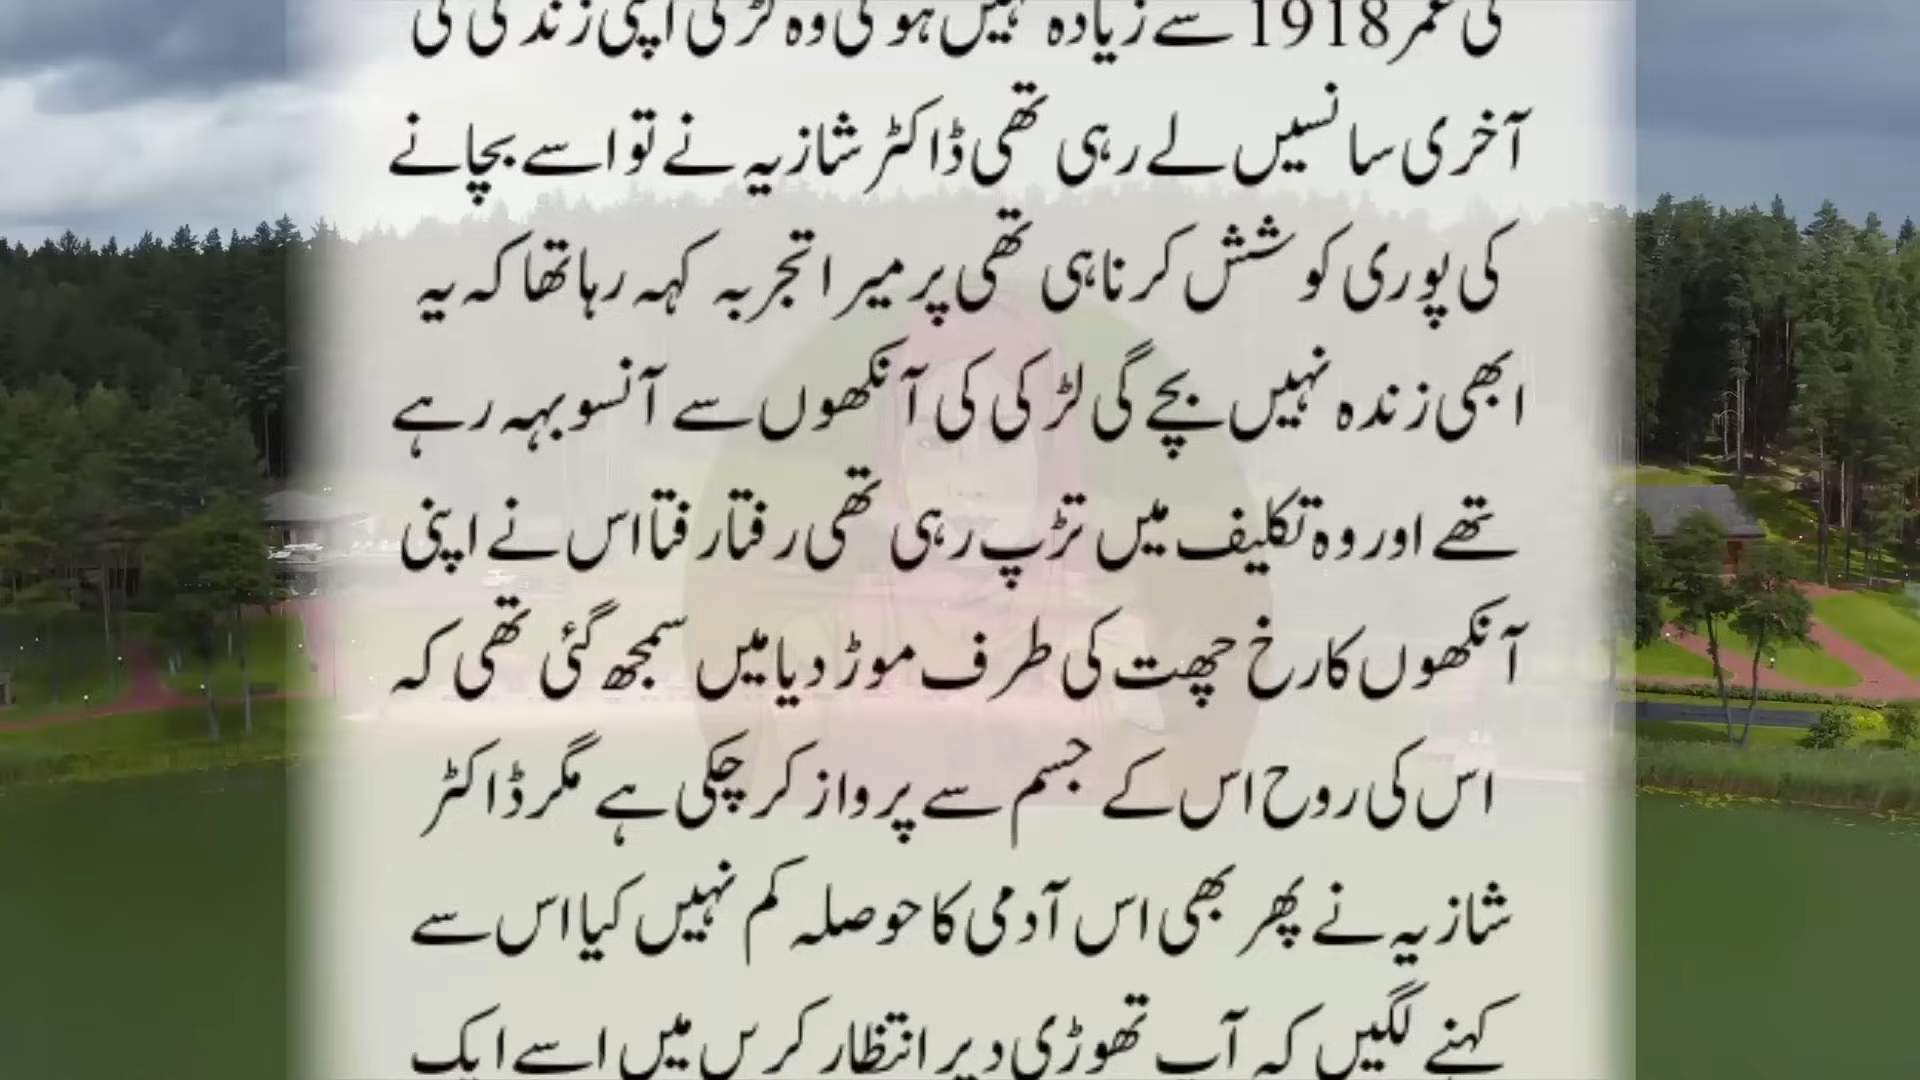 کی عمر 1918 سے زیادہ نہیں ہو گی وہ لڑکی اپنی زندگی کی
آخری سانسیں لے رہی تھی ڈاکٹر شازیہ نے تو اسے بچانے
کی پوری کوشش کرنا ہی تھی پر میرا تجربہ کہہ رہا تھا کہ یہ
ابھی زندہ نہیں بچے گی لڑکی کی آنکھوں سے آنسو بہہ رہے
تھے اور وہ تکلیف میں تڑپ رہی تھی رفتا رفتا اس نے اپنی
آنکھوں کا رخ چھت کی طرف موڑ دیا میں سمجھ گئی تھی کہ
اس کی روح اس کے جسم سے پرواز کر چکی ہے مگر ڈاکٹر
شازیہ نے پھر بھی اس آدمی کا حوصلہ کم نہیں کیا اس سے
کہنے لگیں کہ آپ تھوڑی دیر انتظار کریں میں اسے ایک